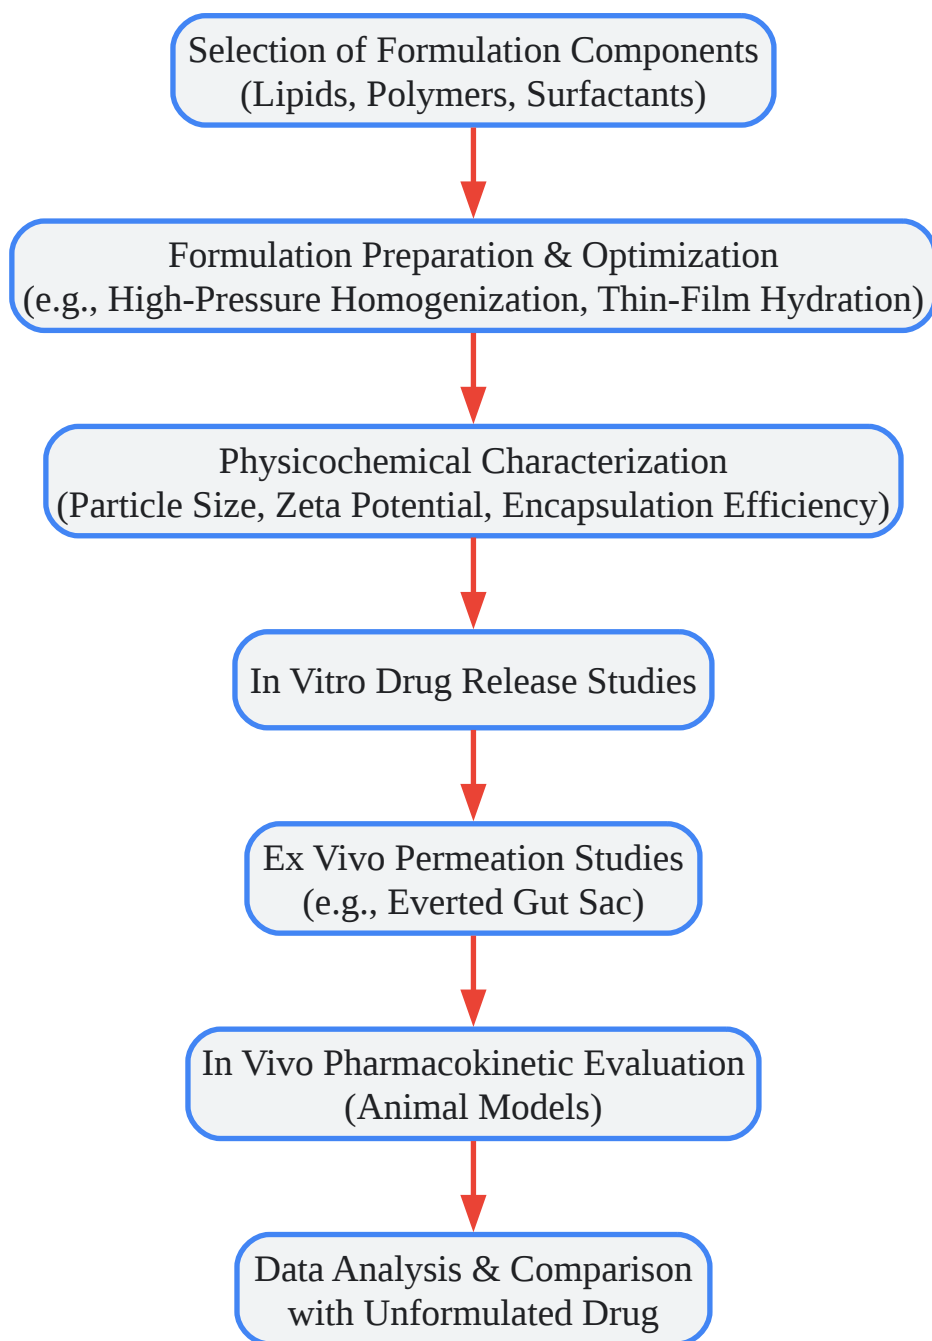 Selection of Formulation Components
(Lipids, Polymers, Surfactants)
Formulation Preparation & Optimization
(e.g., High-Pressure Homogenization, Thin-Film Hydration)
Physicochemical Characterization
(Particle Size, Zeta Potential, Encapsulation Efficiency)
In Vitro Drug Release Studies
Ex Vivo Permeation Studies
(e.g., Everted Gut Sac)
In Vivo Pharmacokinetic Evaluation
(Animal Models)
Data Analysis & Comparison
with Unformulated Drug